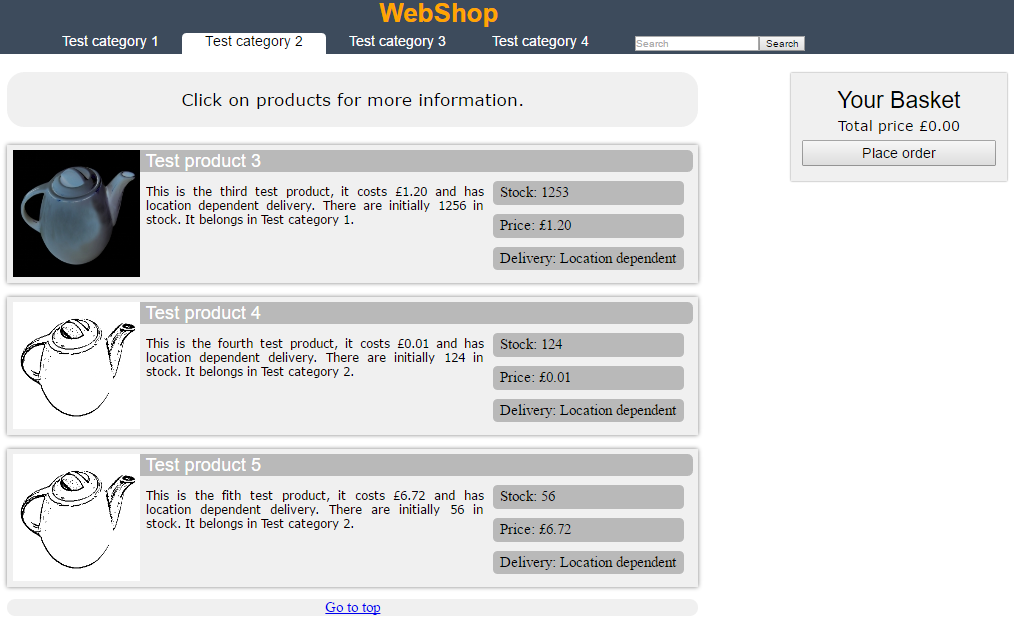 WebShop
Test category 1 Test category 2 Test category 3 Test category 4 Search Search
Click on products for more information.
Your Basket
Total price £0.00
Place order
Test product 3
This is the third test product, it costs £1.20 and has
location dependent delivery. There are initially 1256 in
stock. It belongs in Test category 1.
Stock: 1253
Price: £1.20
Delivery: Location dependent
Test product 4
This is the fourth test product, it costs £0.01 and has
location dependent delivery. There are initially 124 in
stock. It belongs in Test category 2.
Stock: 124
Price: £0.01
Delivery: Location dependent
Test product 5
This is the fith test product, it costs £6.72 and has
location dependent delivery. There are initially 56 in
stock. It belongs in Test category 2.
Stock: 56
Price: £6.72
Delivery: Location dependent
Go to top